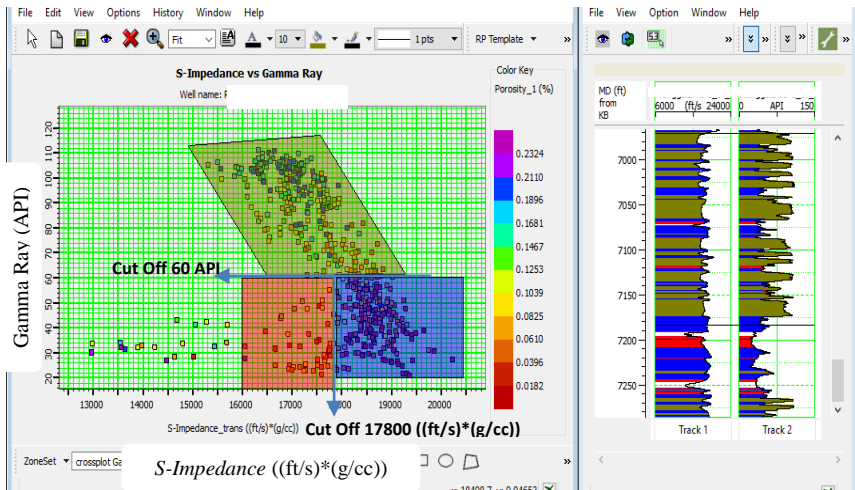 File Edit View Options History Window Help
Fit
A
10
1 pts
RP Template
»
S-Impedance vs Gamma Ray
Well name:
Color Key
Porosity_1 (%)
0.2324
0.2110
0.1896
0.1681
0.1467
0.1253
0.1039
0.0825
0.0610
0.0396
0.0182
Gamma Ray (API)
120
110
100
90
80
70
60
50
40
30
20
Cut Off 60 API
13000 14000 15000 16000 17000 18000 19000 20000
S-Impedance_trans ((ft/s)*(g/cc))
Cut Off 17800 ((ft/s)*(g/cc))
ZoneSet
crossplot Ga
S-Impedance ((ft/s)*(g/cc))
»
File View Option Window Help
53
» » »
MD (ft)
from
KB
6000 (ft/s 24000
0 API 150
7000
7050
7100
7150
7200
7250
Track 1
Track 2